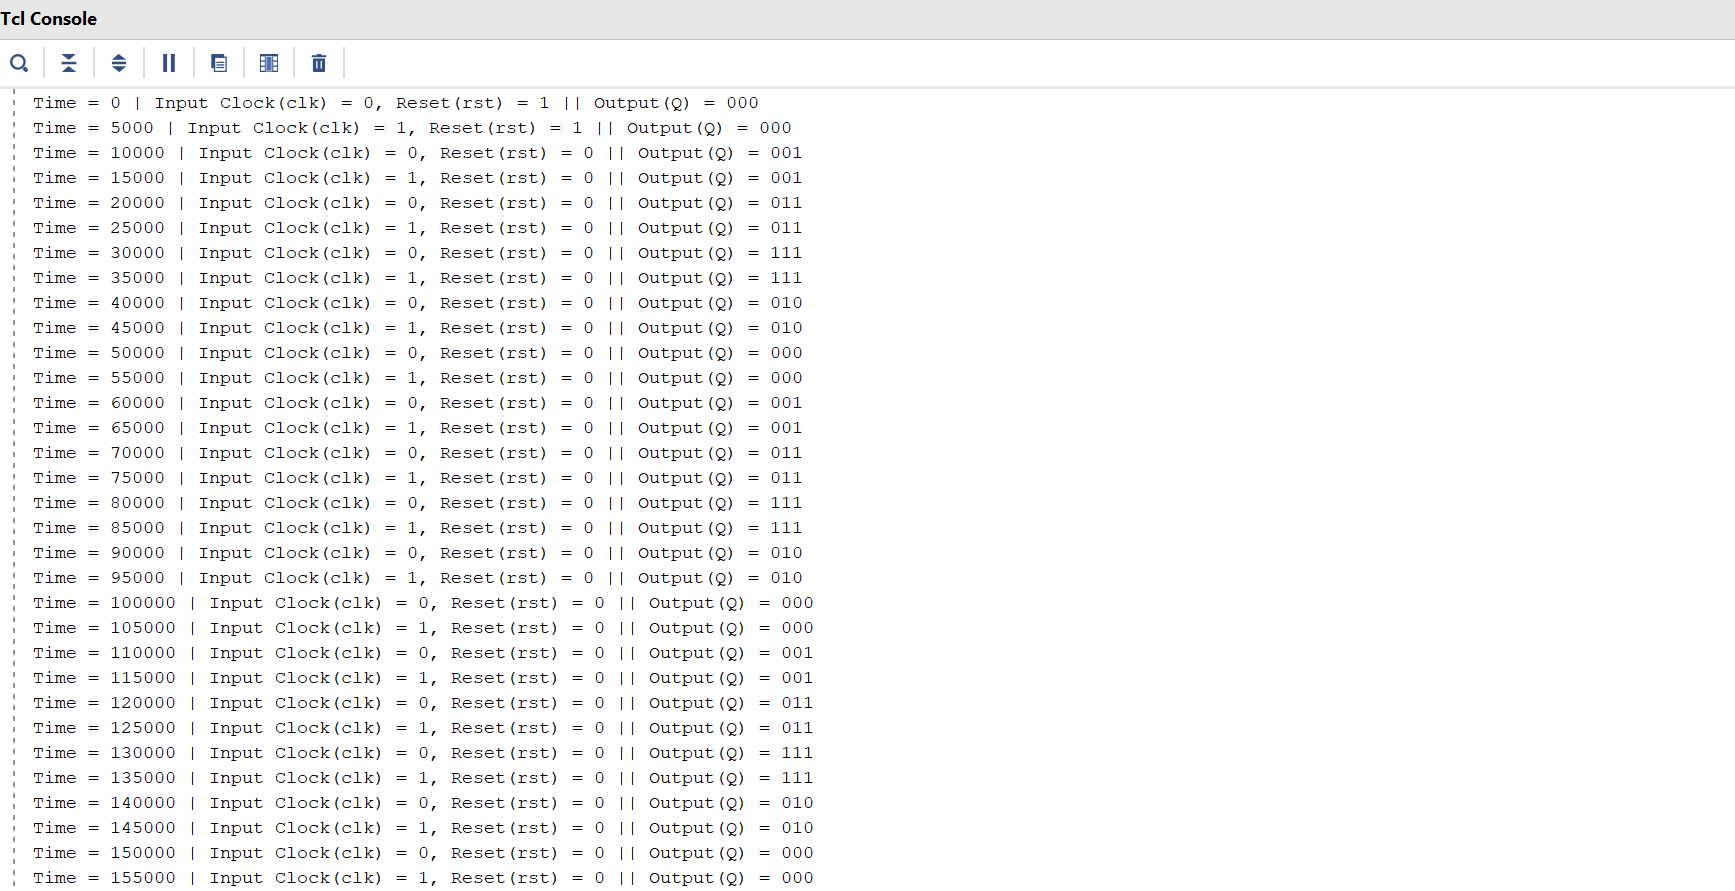 Tcl Console
Time = 0 | Input Clock(clk) = 0, Reset(rst) = 1 || Output(Q) = 000
Time = 5000 | Input Clock(clk) = 1, Reset(rst) = 1 || Output(Q) = 000
Time = 10000 | Input Clock(clk) = 0, Reset(rst) = 0 || Output(Q) = 001
Time = 15000 | Input Clock(clk) = 1, Reset(rst) = 0 || Output(Q) = 001
Time = 20000 | Input Clock(clk) = 0, Reset(rst) = 0 || Output(Q) = 011
Time = 25000 | Input Clock(clk) = 1, Reset(rst) = 0 || Output(Q) = 011
Time = 30000 | Input Clock(clk) = 0, Reset(rst) = 0 || Output(Q) = 111
Time = 35000 | Input Clock(clk) = 1, Reset(rst) = 0 || Output(Q) = 111
Time = 40000 | Input Clock(clk) = 0, Reset(rst) = 0 || Output(Q) = 010
Time = 45000 | Input Clock(clk) = 1, Reset(rst) = 0 || Output(Q) = 010
Time = 50000 | Input Clock(clk) = 0, Reset(rst) = 0 || Output(Q) = 000
Time = 55000 | Input Clock(clk) = 1, Reset(rst) = 0 || Output(Q) = 000
Time = 60000 | Input Clock(clk) = 0, Reset(rst) = 0 || Output(Q) = 001
Time = 65000 | Input Clock(clk) = 1, Reset(rst) = 0 || Output(Q) = 001
Time = 70000 | Input Clock(clk) = 0, Reset(rst) = 0 || Output(Q) = 011
Time = 75000 | Input Clock(clk) = 1, Reset(rst) = 0 || Output(Q) = 011
Time = 80000 | Input Clock(clk) = 0, Reset(rst) = 0 || Output(Q) = 111
Time = 85000 | Input Clock(clk) = 1, Reset(rst) = 0 || Output(Q) = 111
Time = 90000 | Input Clock(clk) = 0, Reset(rst) = 0 || Output(Q) = 010
Time = 95000 | Input Clock(clk) = 1, Reset(rst) = 0 || Output(Q) = 010
Time = 100000 | Input Clock(clk) = 0, Reset(rst) = 0 || Output(Q) = 000
Time = 105000 | Input Clock(clk) = 1, Reset(rst) = 0 || Output(Q) = 000
Time = 110000 | Input Clock(clk) = 0, Reset(rst) = 0 || Output(Q) = 001
Time = 115000 | Input Clock(clk) = 1, Reset(rst) = 0 || Output(Q) = 001
Time = 120000 | Input Clock(clk) = 0, Reset(rst) = 0 || Output(Q) = 011
Time = 125000 | Input Clock(clk) = 1, Reset(rst) = 0 || Output(Q) = 011
Time = 130000 | Input Clock(clk) = 0, Reset(rst) = 0 || Output(Q) = 111
Time = 135000 | Input Clock(clk) = 1, Reset(rst) = 0 || Output(Q) = 111
Time = 140000 | Input Clock(clk) = 0, Reset(rst) = 0 || Output(Q) = 010
Time = 145000 | Input Clock(clk) = 1, Reset(rst) = 0 || Output(Q) = 010
Time = 150000 | Input Clock(clk) = 0, Reset(rst) = 0 || Output(Q) = 000
Time = 155000 | Input Clock(clk) = 1, Reset(rst) = 0 || Output(Q) = 000